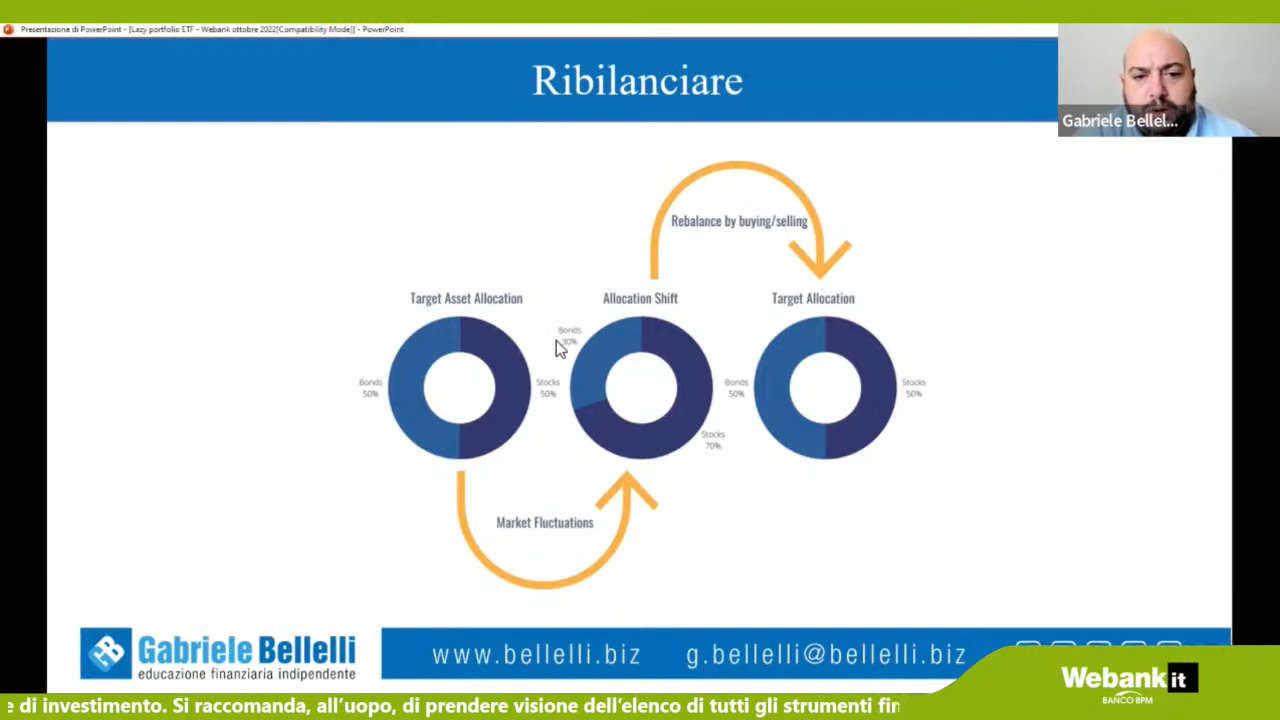 Presentazione di PowerPoint - [Lazy portfolio ETF - Webank ottobre 2022[Compatibility Mode]] - PowerPoint
Ribilanciare
Gabriele Bellel...
Rebalance by buying/selling
Target Asset Allocation
Allocation Shift
Target Allocation
Bonds
30%
Bonds
50%
Stocks
50%
Bonds
50%
Stocks
50%
Stocks
70%
Market Fluctuations
Gabriele Bellelli
educazione finanziaria indipendente
www.bellelli.biz
g.bellelli@bellelli.biz
Webank it
BANCO BPM
e di investimento. Si raccomanda, all’uopo, di prendere visione dell’elenco di tutti gli strumenti fin